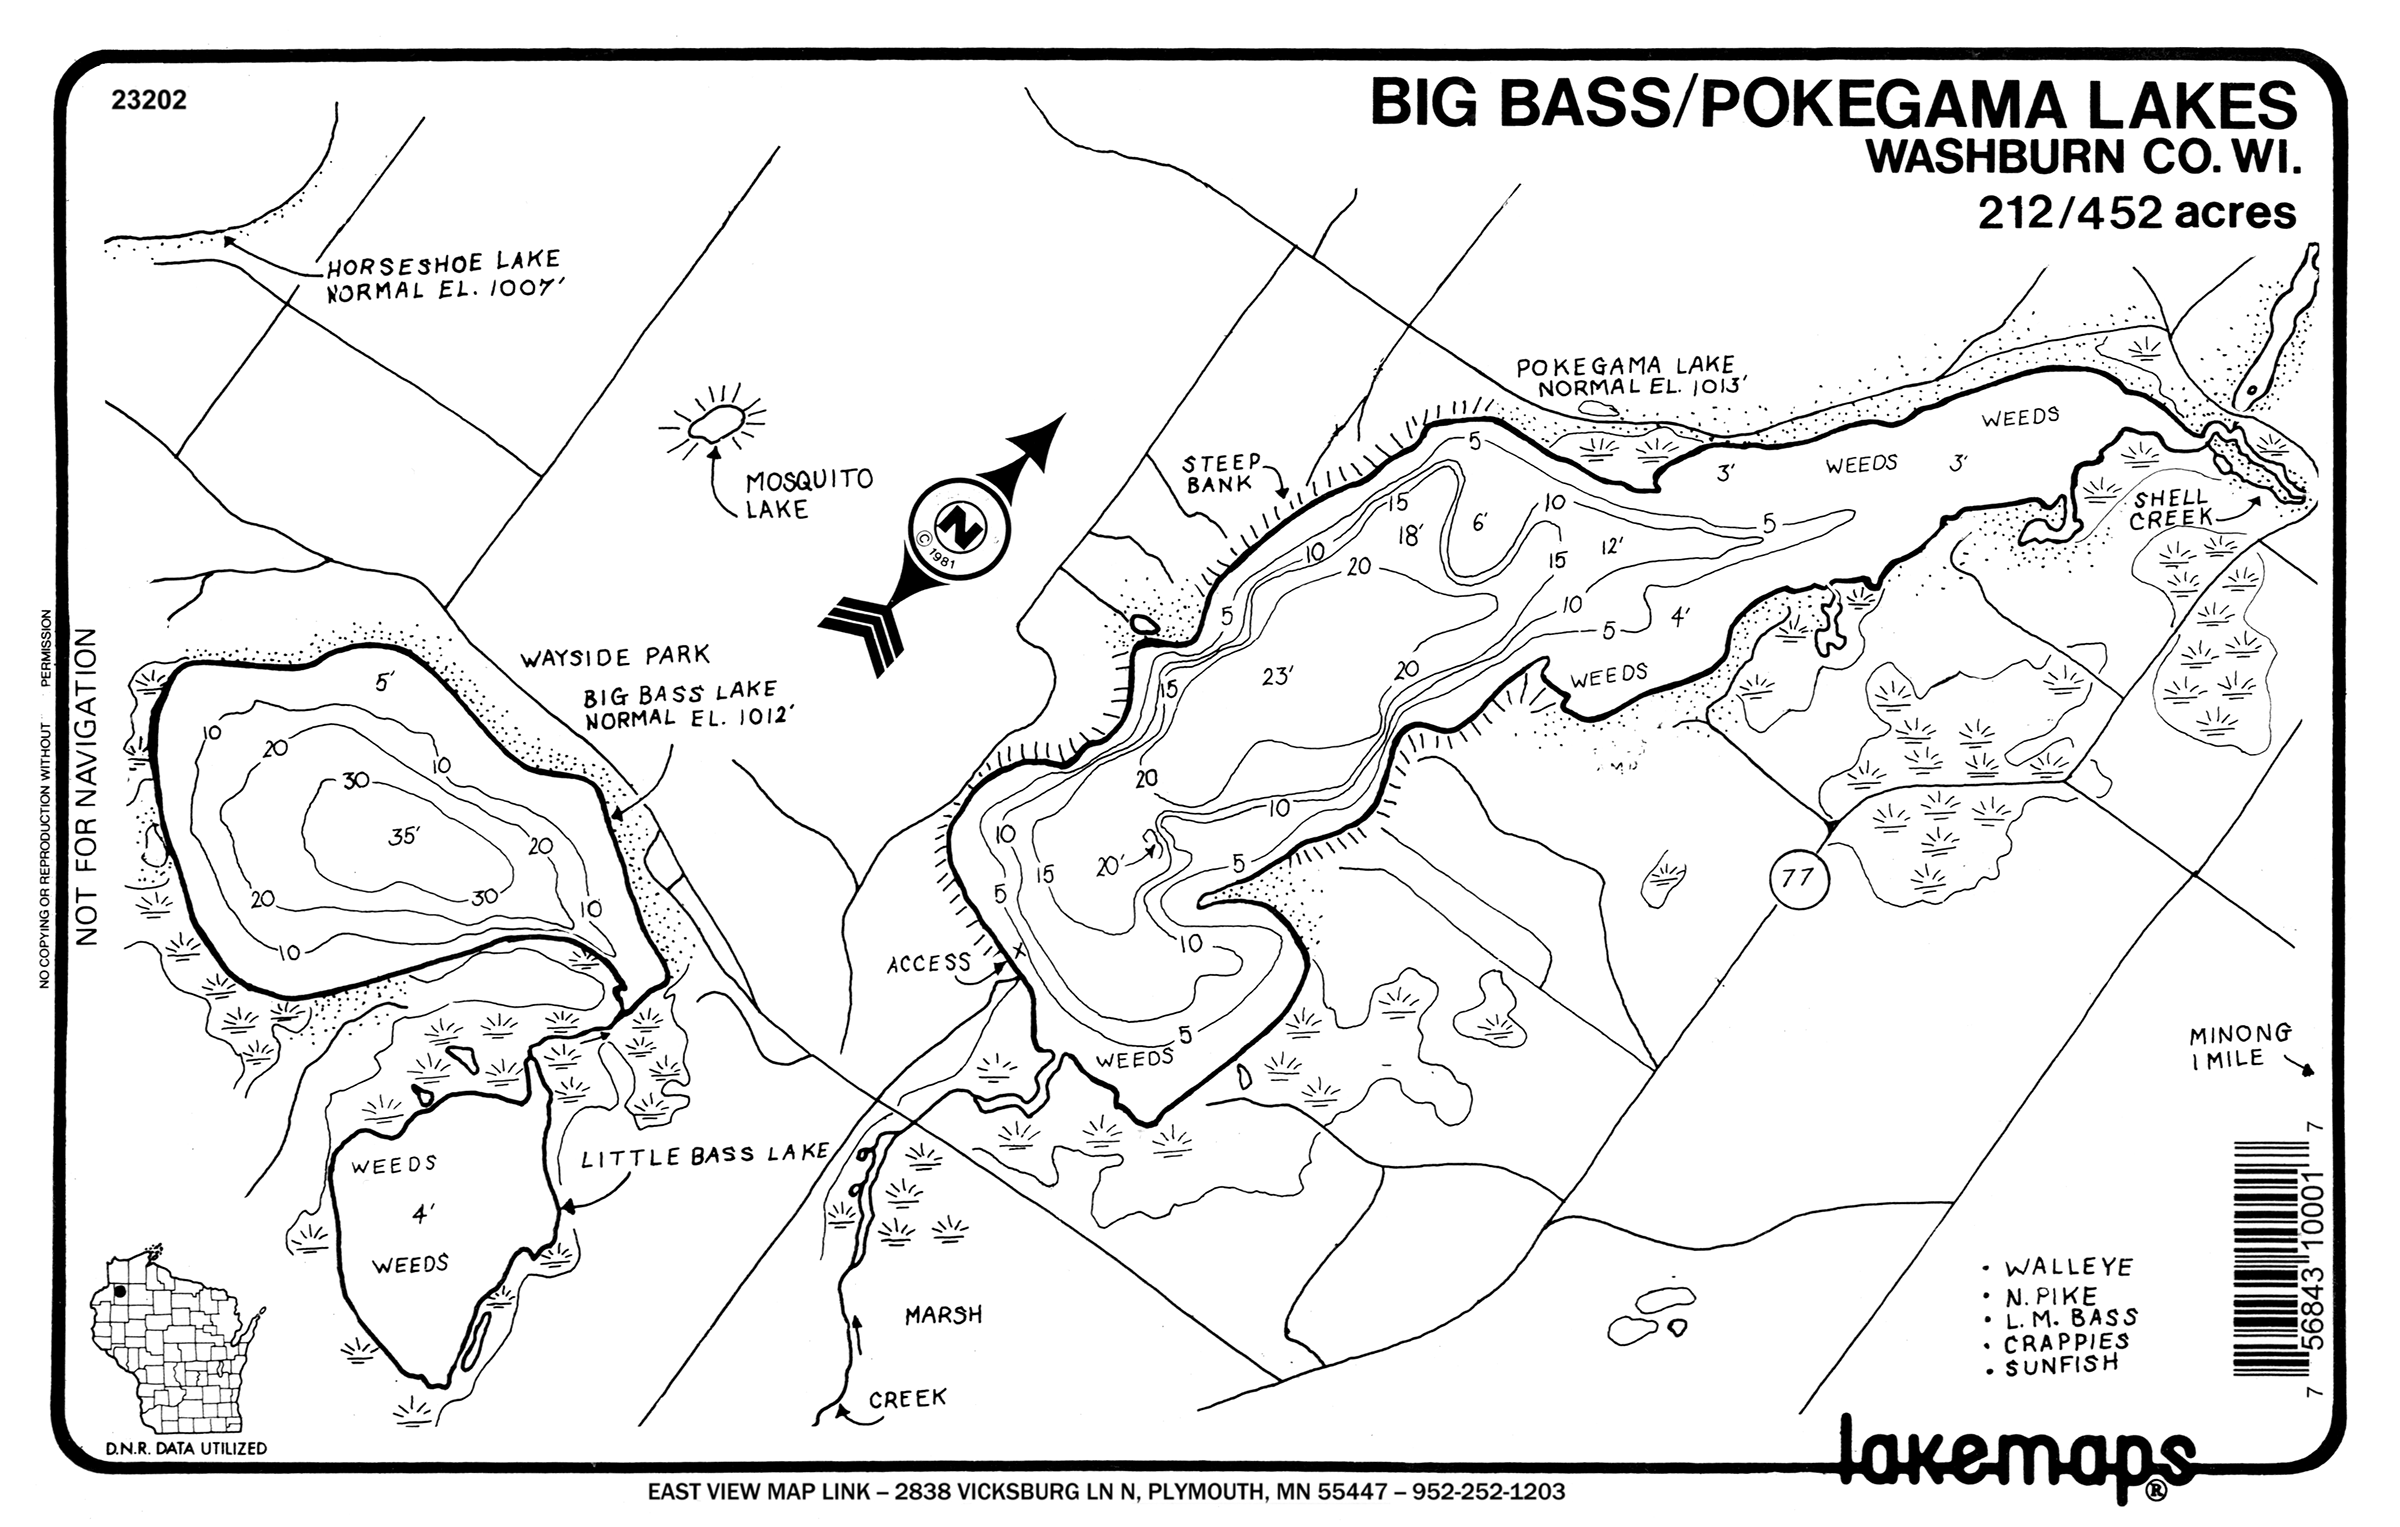 23202
BIG BASS/POKEGAMA LAKES
WASHBURN CO. WI.
212/452 acres
HORSESHOE LAKE
NORMAL EL. 1007'
MOSQUITO
LAKE
N
© 1981
STEEP
BANK
POKEGAMA LAKE
NORMAL EL. 1013'
WEEDS
3'
WEEDS
3'
SHELL
CREEK
5
15
18'
6'
10
10
20
15
12'
5
5
10
4'
5
WEEDS
15
23'
20
20
10
10
5
15
20'
5
10
5
WEEDS
ACCESS
WAYSIDE PARK
BIG BASS LAKE
NORMAL EL. 1012'
5'
10
20
10
30
35'
20
20
30
10
10
LITTLE BASS LAKE
WEEDS
4'
WEEDS
MARSH
CREEK
77
MINONG
1 MILE
• WALLEYE
• N. PIKE
• L.M. BASS
• CRAPPIES
• SUNFISH
7 56843 10001 7
NO COPYING OR REPRODUCTION WITHOUT PERMISSION
NOT FOR NAVIGATION
D.N.R. DATA UTILIZED
lakemaps®
EAST VIEW MAP LINK – 2838 VICKSBURG LN N, PLYMOUTH, MN 55447 – 952-252-1203